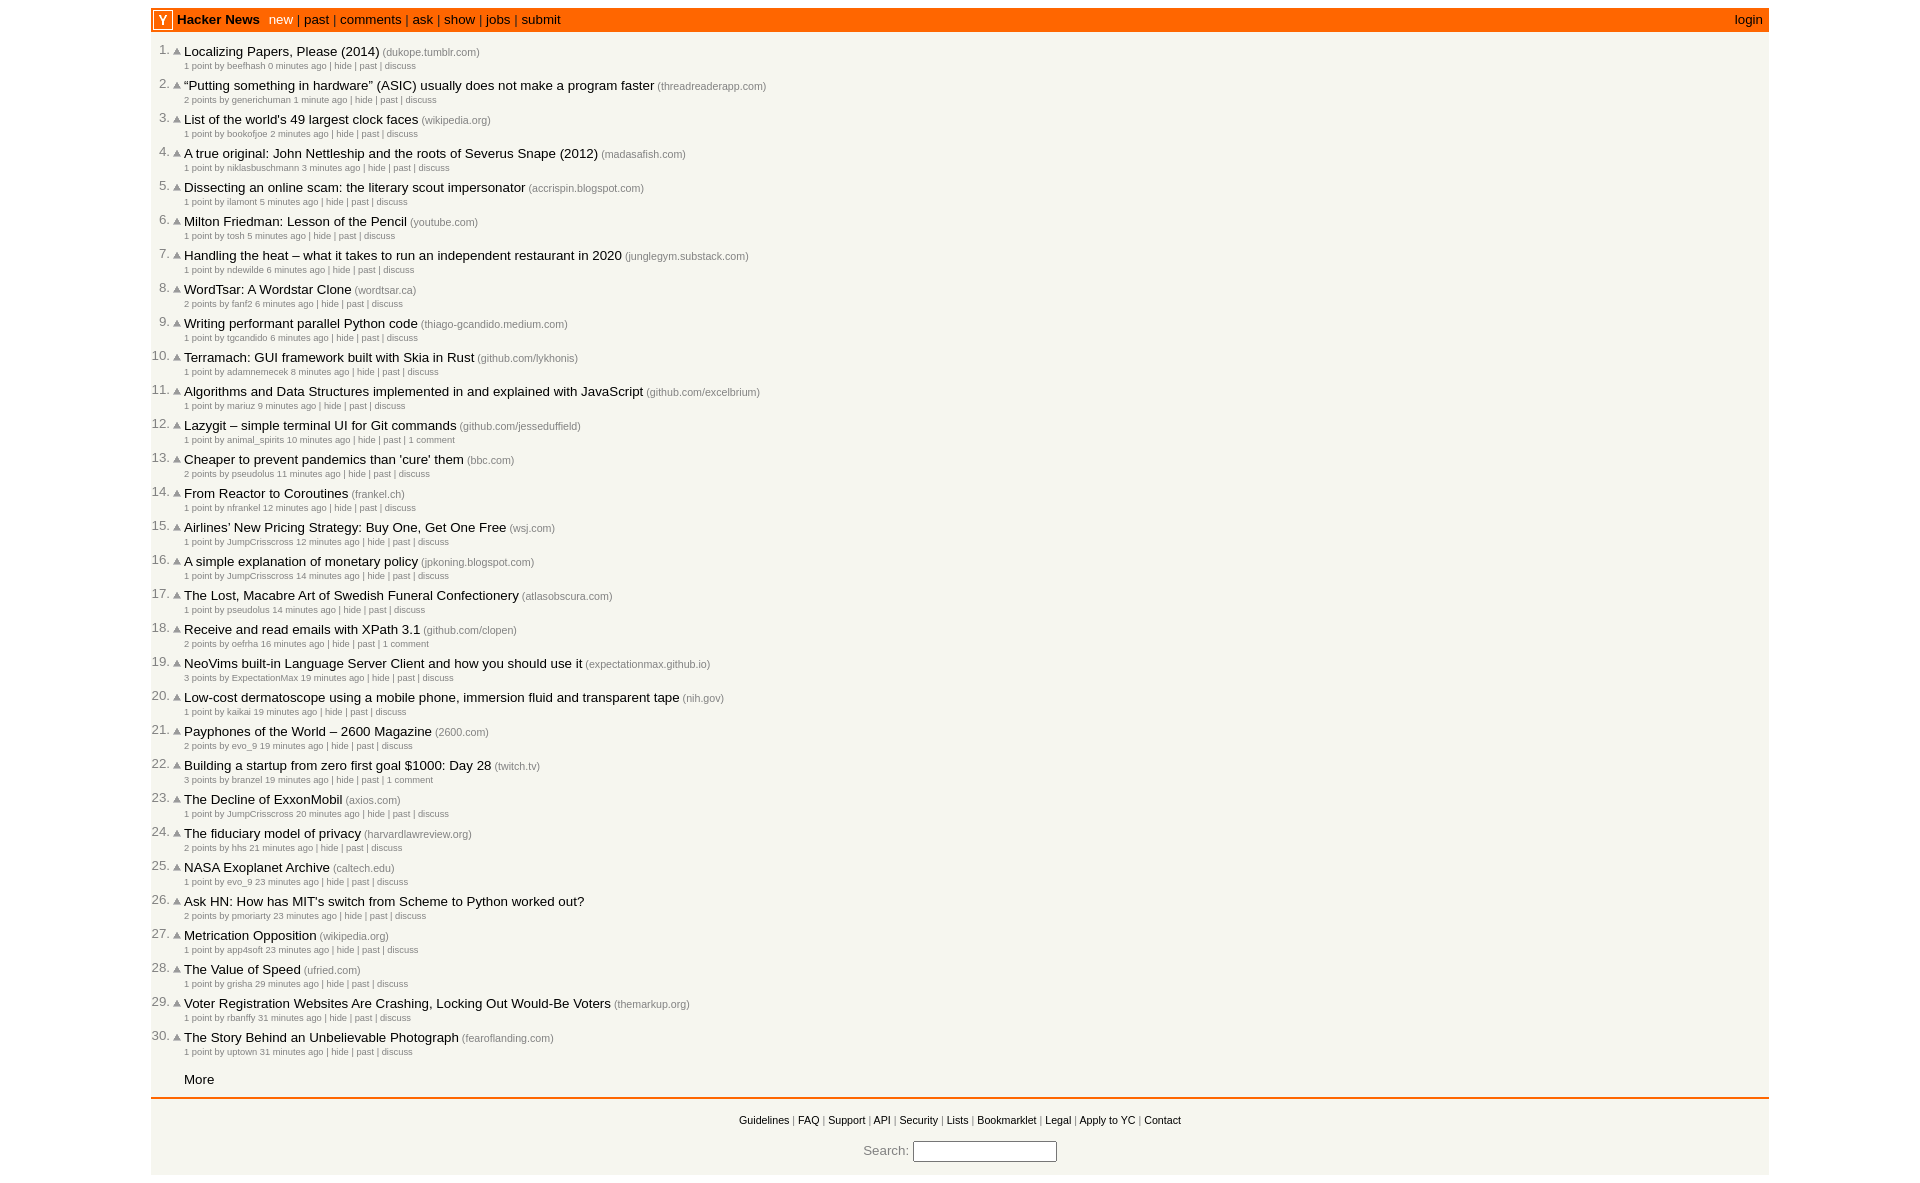 Y Hacker News new | past | comments | ask | show | jobs | submit login
1. Localizing Papers, Please (2014) (dukope.tumblr.com)
1 point by beefhash 0 minutes ago | hide | past | discuss
2. “Putting something in hardware” (ASIC) usually does not make a program faster (threadreaderapp.com)
2 points by generichuman 1 minute ago | hide | past | discuss
3. List of the world's 49 largest clock faces (wikipedia.org)
1 point by bookofjoe 2 minutes ago | hide | past | discuss
4. A true original: John Nettleship and the roots of Severus Snape (2012) (madasafish.com)
1 point by niklasbuschmann 3 minutes ago | hide | past | discuss
5. Dissecting an online scam: the literary scout impersonator (accrispin.blogspot.com)
1 point by ilamont 5 minutes ago | hide | past | discuss
6. Milton Friedman: Lesson of the Pencil (youtube.com)
1 point by tosh 5 minutes ago | hide | past | discuss
7. Handling the heat – what it takes to run an independent restaurant in 2020 (junglegym.substack.com)
1 point by ndewilde 6 minutes ago | hide | past | discuss
8. WordTsar: A Wordstar Clone (wordtsar.ca)
2 points by fanf2 6 minutes ago | hide | past | discuss
9. Writing performant parallel Python code (thiago-gcandido.medium.com)
1 point by tgcandido 6 minutes ago | hide | past | discuss
10. Terramach: GUI framework built with Skia in Rust (github.com/lykhonis)
1 point by adamnemecek 8 minutes ago | hide | past | discuss
11. Algorithms and Data Structures implemented in and explained with JavaScript (github.com/excelbrium)
1 point by mariuz 9 minutes ago | hide | past | discuss
12. Lazygit – simple terminal UI for Git commands (github.com/jesseduffield)
1 point by animal_spirits 10 minutes ago | hide | past | 1 comment
13. Cheaper to prevent pandemics than 'cure' them (bbc.com)
2 points by pseudolus 11 minutes ago | hide | past | discuss
14. From Reactor to Coroutines (frankel.ch)
1 point by nfrankel 12 minutes ago | hide | past | discuss
15. Airlines’ New Pricing Strategy: Buy One, Get One Free (wsj.com)
1 point by JumpCrisscross 12 minutes ago | hide | past | discuss
16. A simple explanation of monetary policy (jpkoning.blogspot.com)
1 point by JumpCrisscross 14 minutes ago | hide | past | discuss
17. The Lost, Macabre Art of Swedish Funeral Confectionery (atlasobscura.com)
1 point by pseudolus 14 minutes ago | hide | past | discuss
18. Receive and read emails with XPath 3.1 (github.com/clopen)
2 points by oefrha 16 minutes ago | hide | past | 1 comment
19. NeoVims built-in Language Server Client and how you should use it (expectationmax.github.io)
3 points by ExpectationMax 19 minutes ago | hide | past | discuss
20. Low-cost dermatoscope using a mobile phone, immersion fluid and transparent tape (nih.gov)
1 point by kaikai 19 minutes ago | hide | past | discuss
21. Payphones of the World – 2600 Magazine (2600.com)
2 points by evo_9 19 minutes ago | hide | past | discuss
22. Building a startup from zero first goal $1000: Day 28 (twitch.tv)
3 points by branzel 19 minutes ago | hide | past | 1 comment
23. The Decline of ExxonMobil (axios.com)
1 point by JumpCrisscross 20 minutes ago | hide | past | discuss
24. The fiduciary model of privacy (harvardlawreview.org)
2 points by hhs 21 minutes ago | hide | past | discuss
25. NASA Exoplanet Archive (caltech.edu)
1 point by evo_9 23 minutes ago | hide | past | discuss
26. Ask HN: How has MIT's switch from Scheme to Python worked out?
2 points by pmoriarty 23 minutes ago | hide | past | discuss
27. Metrication Opposition (wikipedia.org)
1 point by app4soft 23 minutes ago | hide | past | discuss
28. The Value of Speed (ufried.com)
1 point by grisha 29 minutes ago | hide | past | discuss
29. Voter Registration Websites Are Crashing, Locking Out Would-Be Voters (themarkup.org)
1 point by rbanffy 31 minutes ago | hide | past | discuss
30. The Story Behind an Unbelievable Photograph (fearoflanding.com)
1 point by uptown 31 minutes ago | hide | past | discuss
More
Guidelines | FAQ | Support | API | Security | Lists | Bookmarklet | Legal | Apply to YC | Contact
Search: